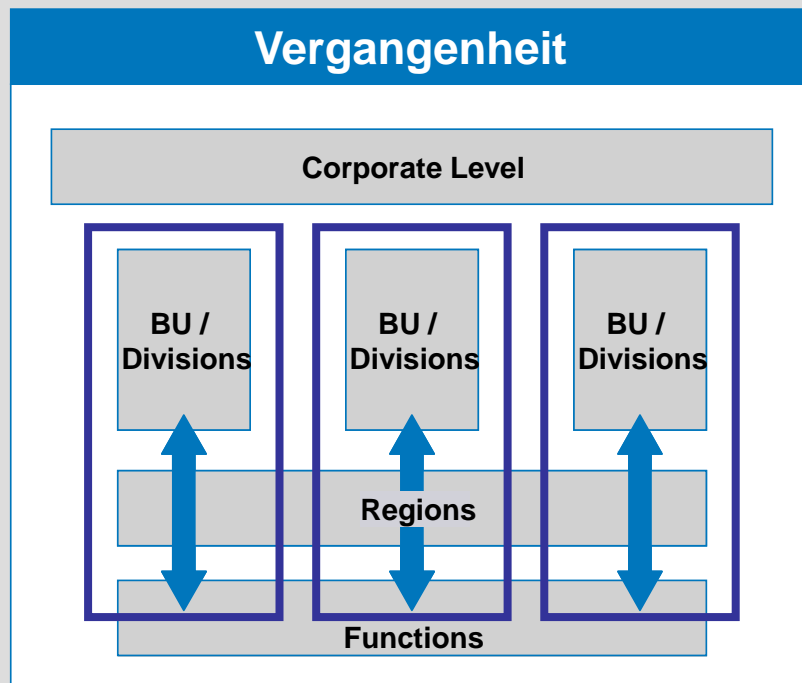 Vergangenheit
Corporate Level
BU /
Divisions
BU /
Divisions
BU /
Divisions
Regions
Functions